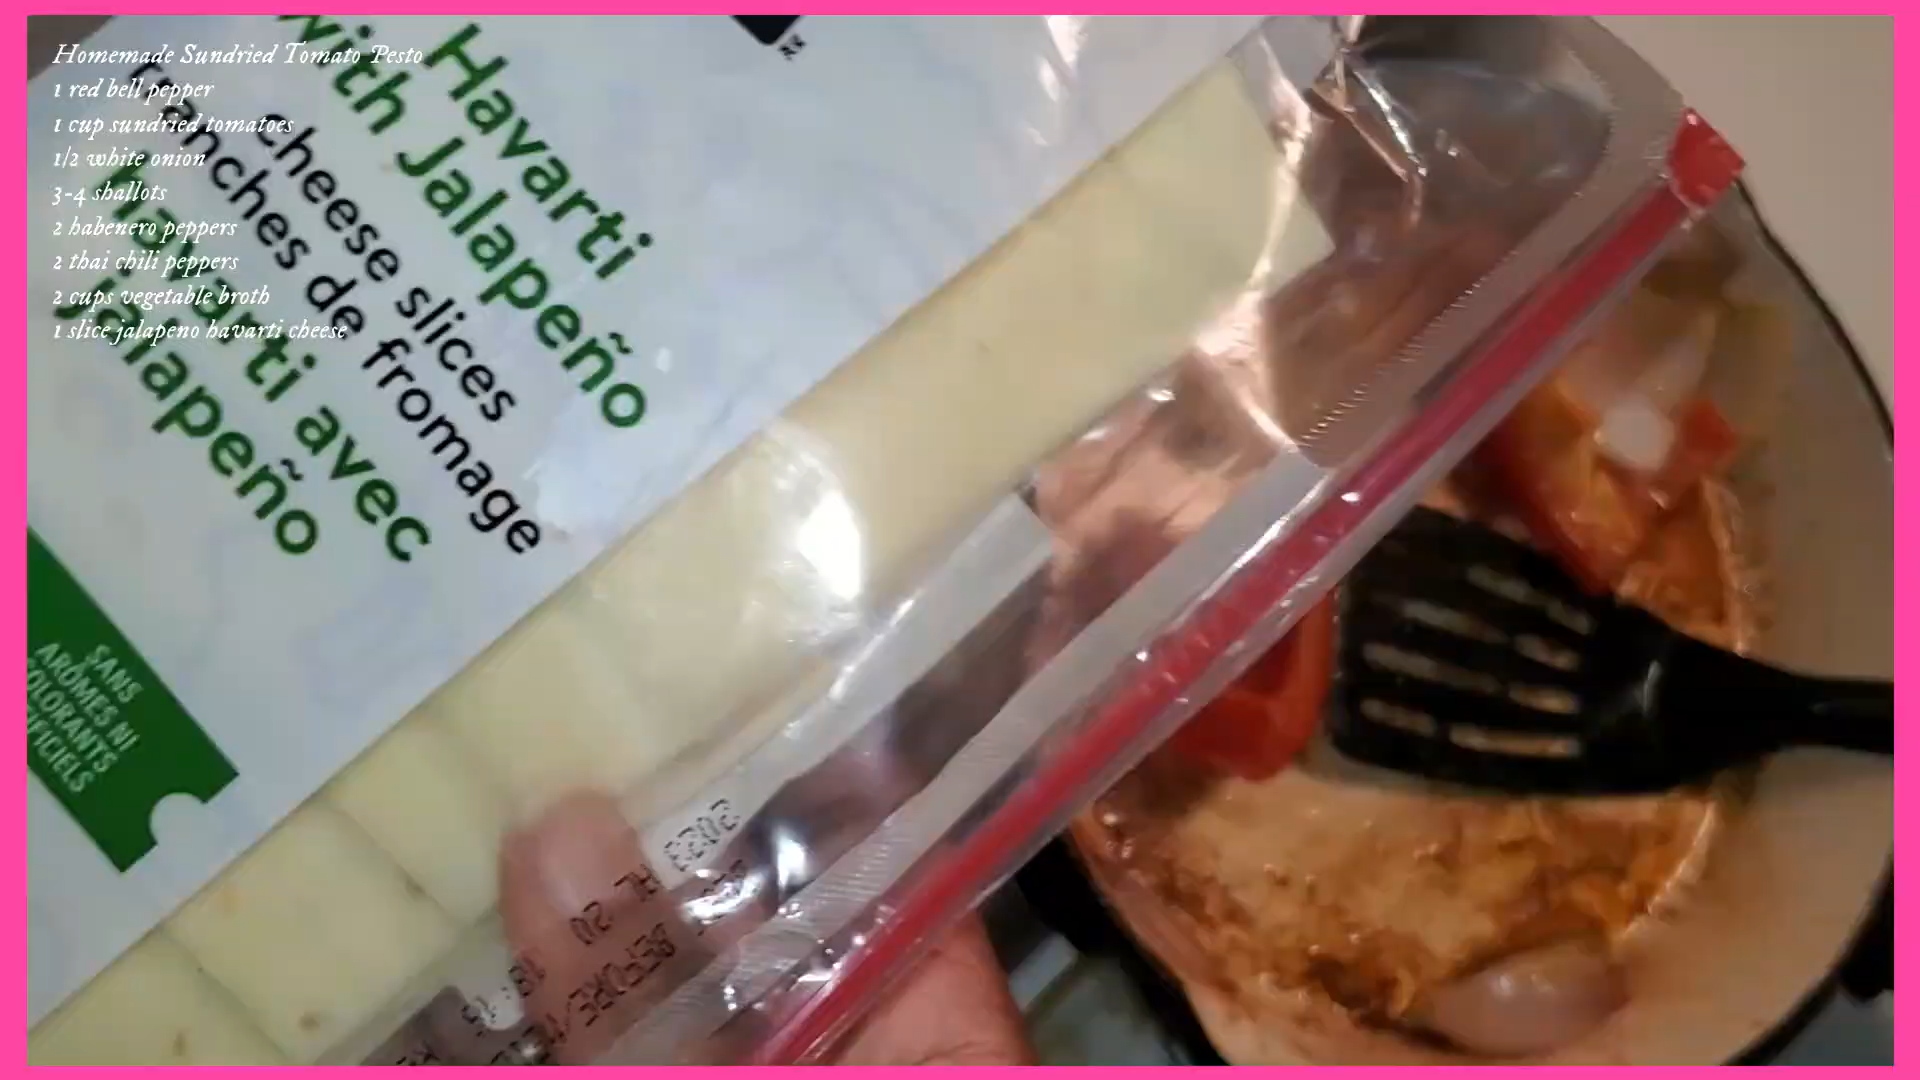 Homemade Sundried Tomato Pesto
1 red bell pepper
1 cup sundried tomatoes
1/2 white onion
3-4 shallots
2 habenero peppers
2 thai chili peppers
2 cups vegetable broth
1 slice jalapeno havarti cheese
Havarti
with Jalapeño
cheese slices
Tranches de fromage
havarti avec
jalapeño
SANS
ARÔMES NI
COLORANTS